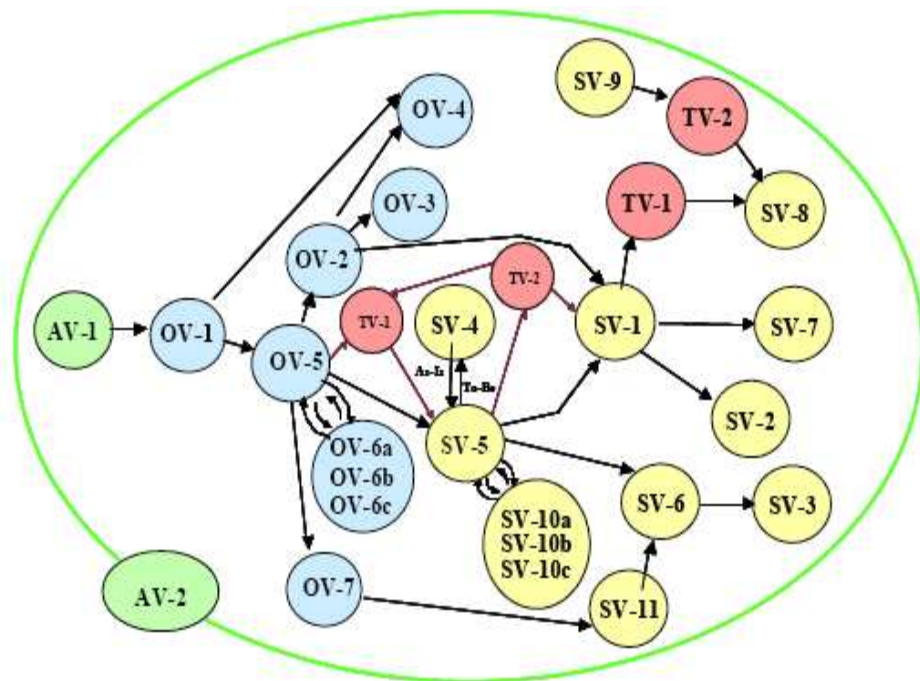 SV-9
OV-4
TV-2
OV-3
TV-1
SV-8
OV-2
TV-2
AV-1
OV-1
TV-1
SV-4
SV-1
SV-7
OV-5
As-Is
To-Be
SV-2
OV-6a
OV-6b
OV-6c
SV-5
SV-6
SV-3
SV-10a
SV-10b
SV-10c
AV-2
OV-7
SV-11